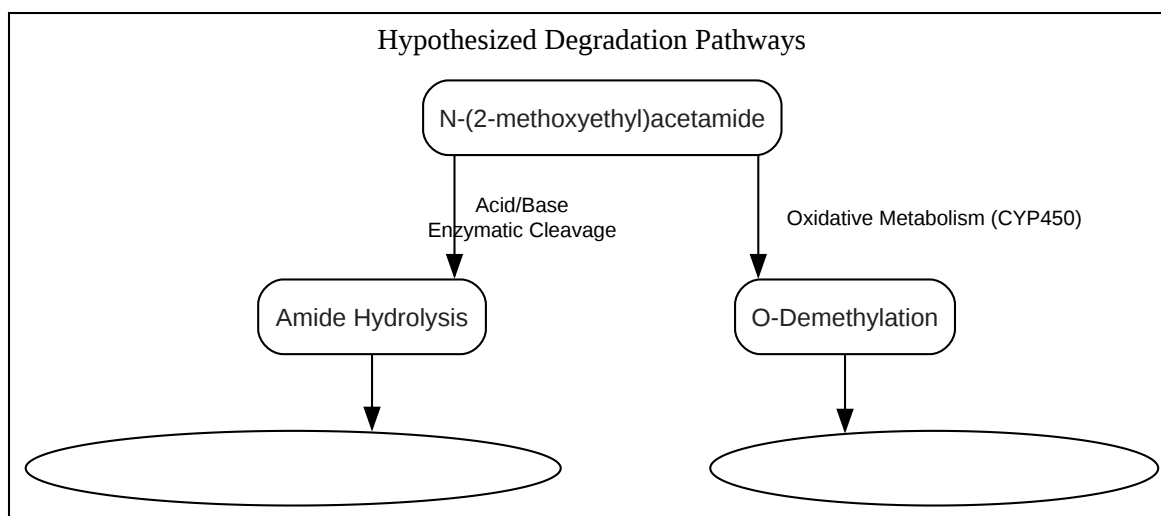 Hypothesized Degradation Pathways
N-(2-methoxyethyl)acetamide
Acid/Base
Enzymatic Cleavage
Oxidative Metabolism (CYP450)
Amide Hydrolysis
O-Demethylation